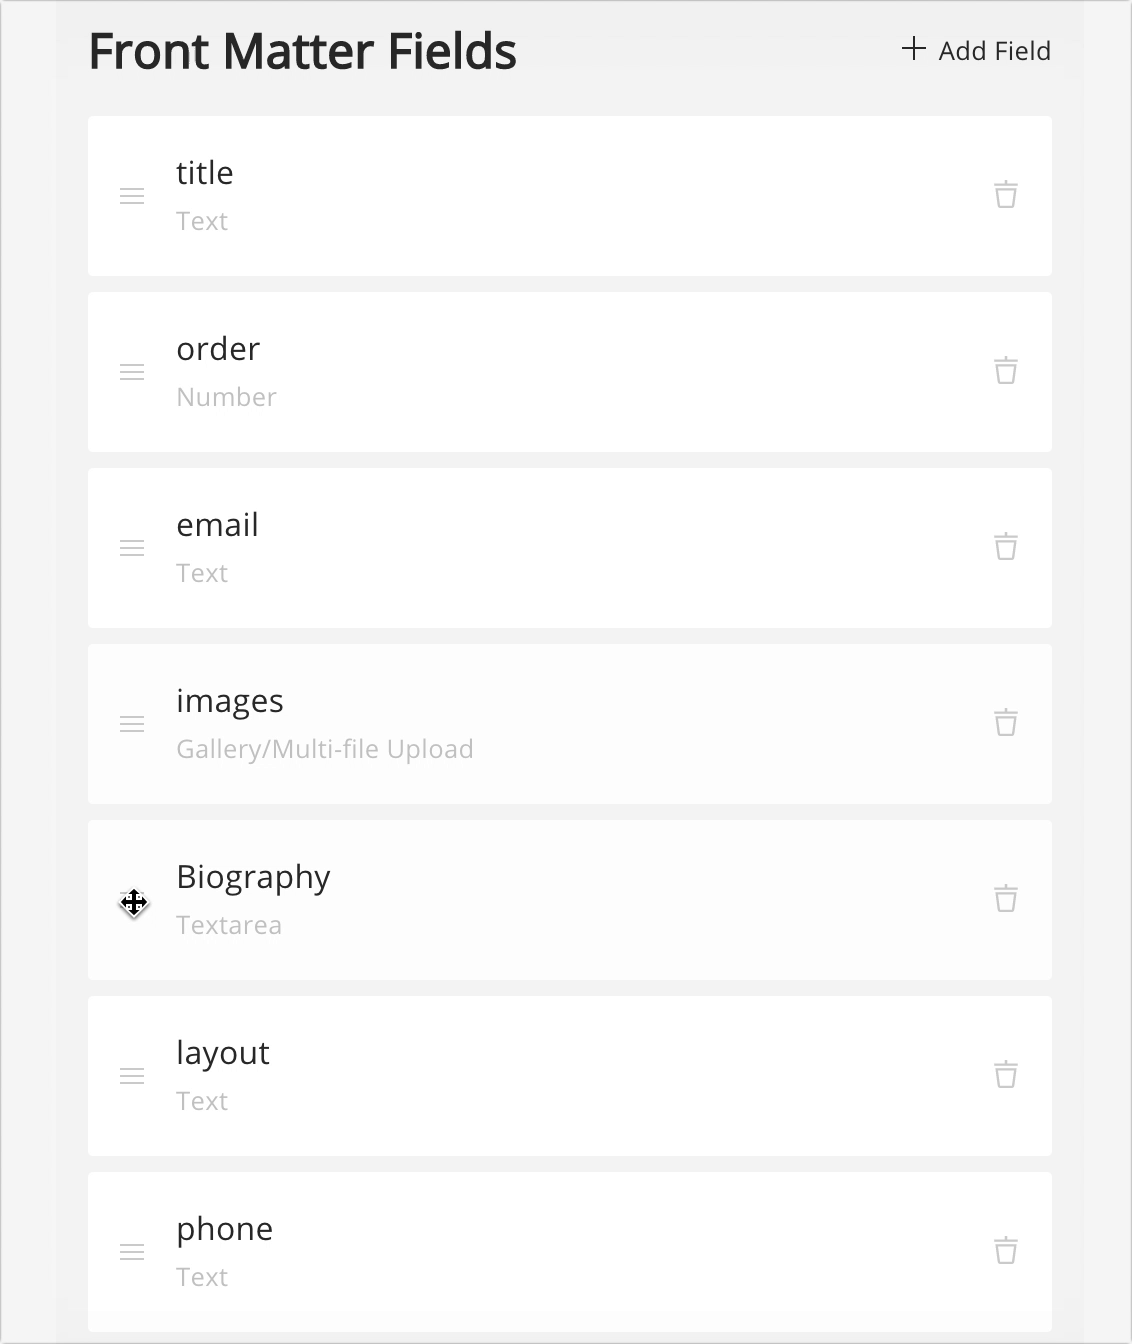 Front Matter Fields
Add Field
title
Text
order
Number
email
Text
images
Gallery/Multi-file Upload
Biography
Textarea
layout
Text
phone
Text